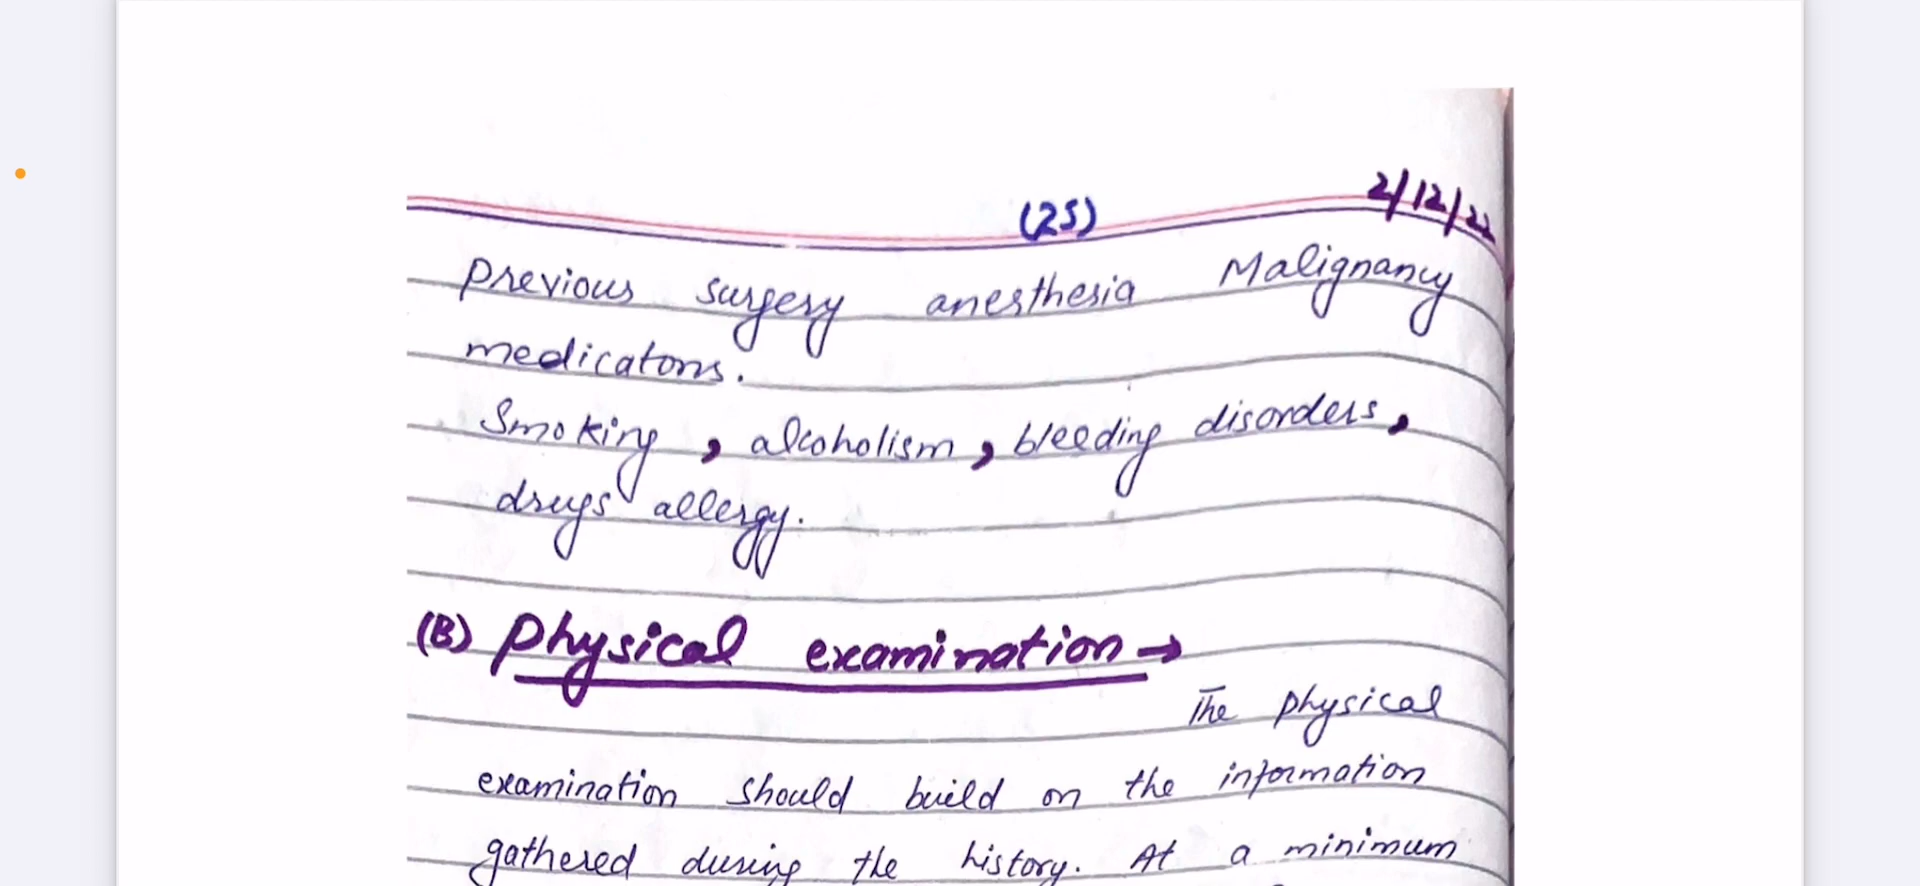 (25)
2/12/22
Previous surgery anesthesia Malignancy
medicatons.
Smoking, alcoholism, bleeding disorders,
drugs allergy.
(B) Physical examination →
The physical
examination should build on the information
gathered during the history. At a minimum